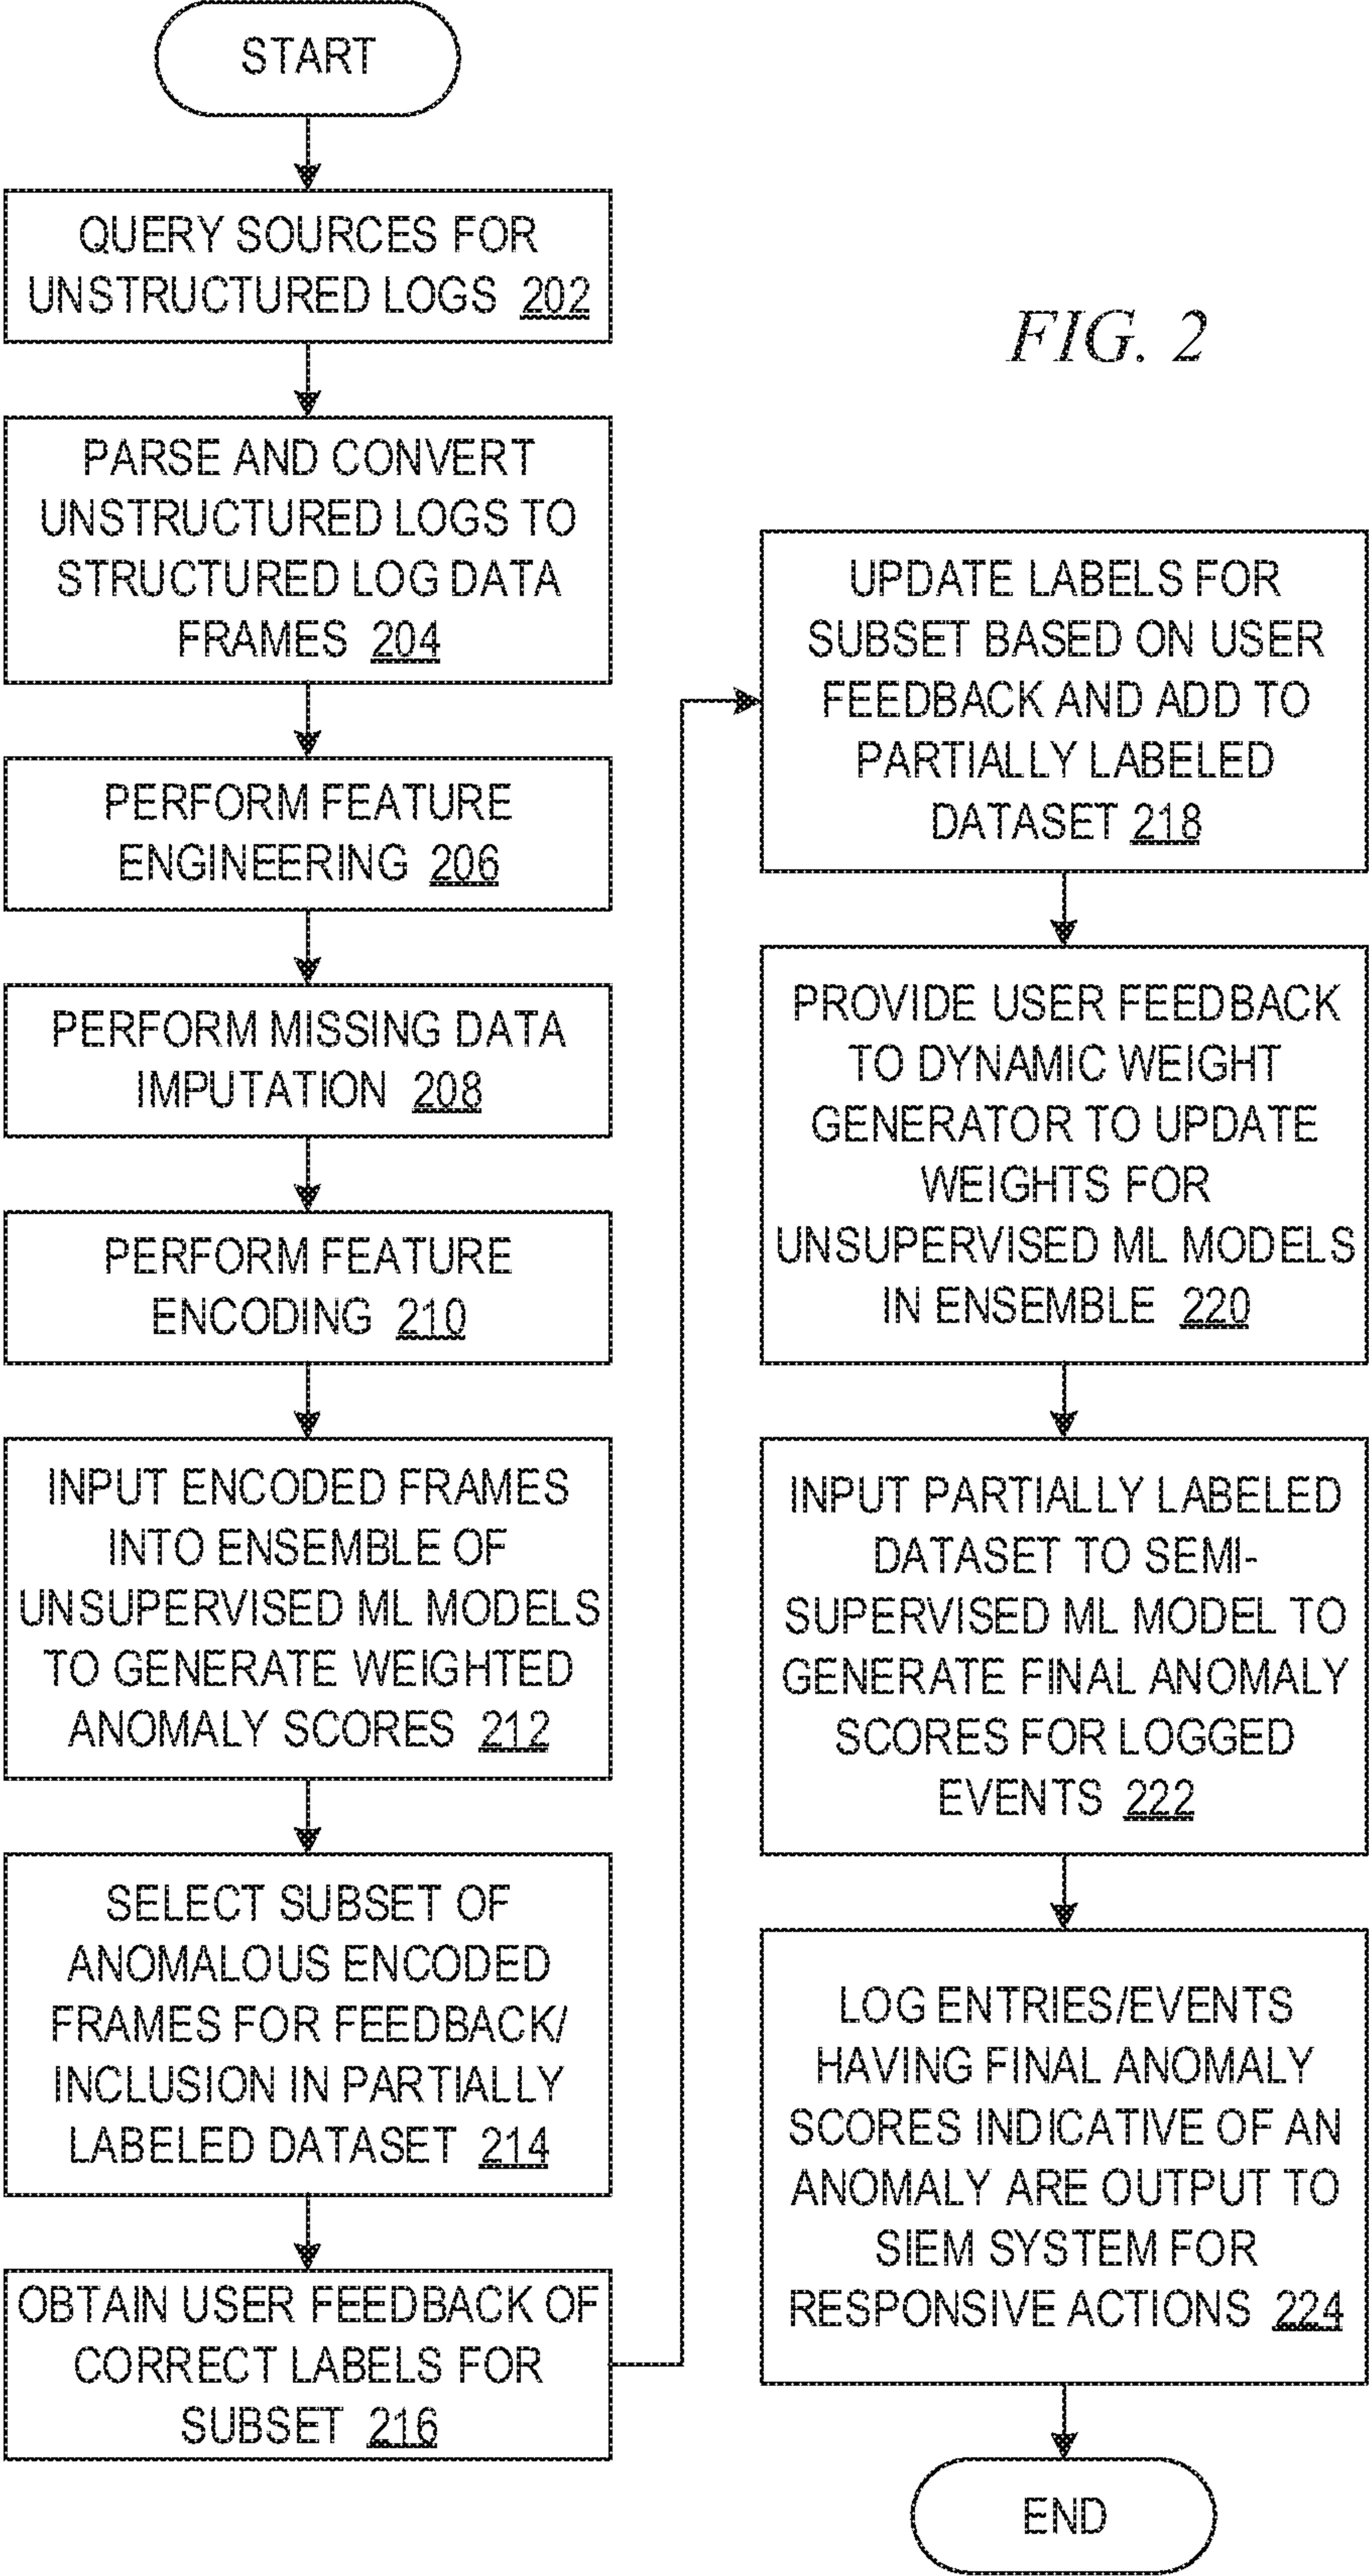 START
QUERY SOURCES FOR
UNSTRUCTURED LOGS 202
PARSE AND CONVERT
UNSTRUCTURED LOGS TO
STRUCTURED LOG DATA
FRAMES 204
PERFORM FEATURE
ENGINEERING 206
PERFORM MISSING DATA
IMPUTATION 208
PERFORM FEATURE
ENCODING 210
INPUT ENCODED FRAMES
INTO ENSEMBLE OF
UNSUPERVISED ML MODELS
TO GENERATE WEIGHTED
ANOMALY SCORES 212
SELECT SUBSET OF
ANOMALOUS ENCODED
FRAMES FOR FEEDBACK/
INCLUSION IN PARTIALLY
LABELED DATASET 214
OBTAIN USER FEEDBACK OF
CORRECT LABELS FOR
SUBSET 216
FIG. 2
UPDATE LABELS FOR
SUBSET BASED ON USER
FEEDBACK AND ADD TO
PARTIALLY LABELED
DATASET 218
PROVIDE USER FEEDBACK
TO DYNAMIC WEIGHT
GENERATOR TO UPDATE
WEIGHTS FOR
UNSUPERVISED ML MODELS
IN ENSEMBLE 220
INPUT PARTIALLY LABELED
DATASET TO SEMI-
SUPERVISED ML MODEL TO
GENERATE FINAL ANOMALY
SCORES FOR LOGGED
EVENTS 222
LOG ENTRIES/EVENTS
HAVING FINAL ANOMALY
SCORES INDICATIVE OF AN
ANOMALY ARE OUTPUT TO
SIEM SYSTEM FOR
RESPONSIVE ACTIONS 224
END